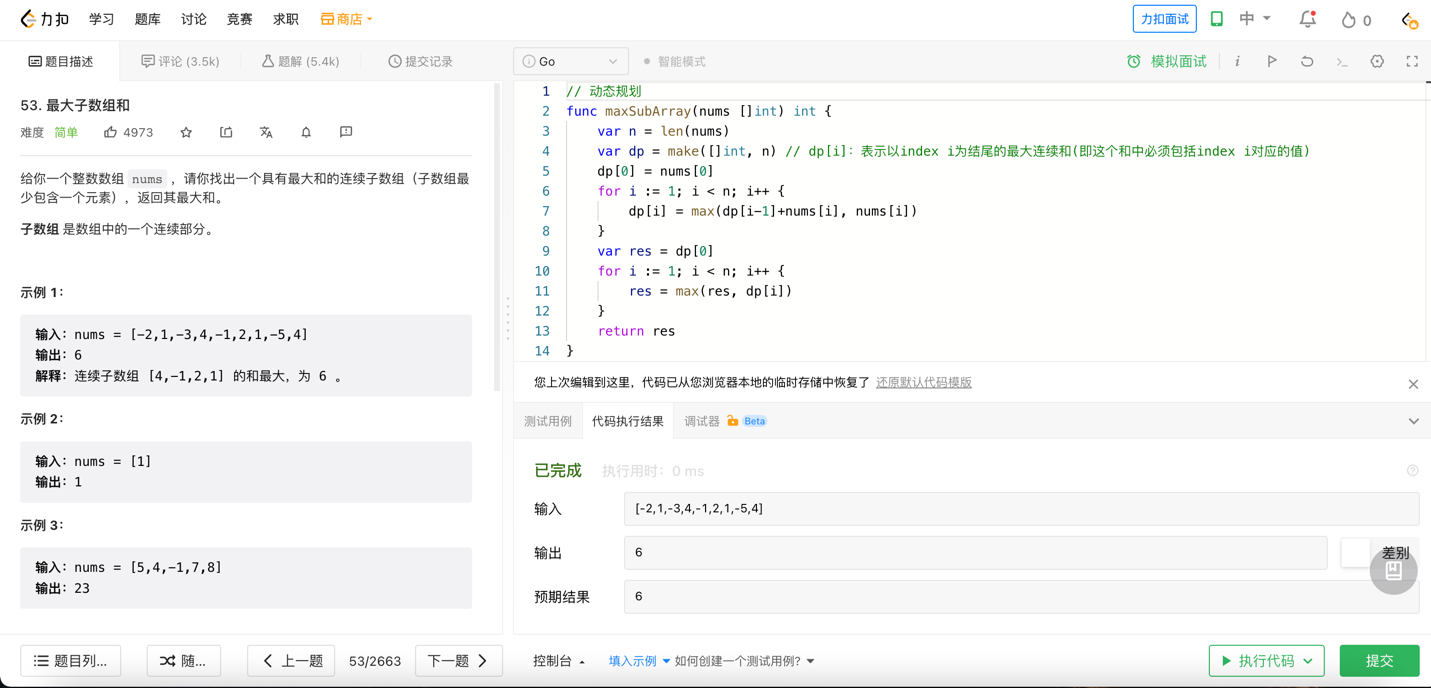 力扣 学习 题库 讨论 竞赛 求职 商店 力扣面试 中 0
题目描述 评论 (3.5k) 题解 (5.4k) 提交记录
Go 智能模式 模拟面试 i
53. 最大子数组和
难度 简单 4973
给你一个整数数组 nums ，请你找出一个具有最大和的连续子数组（子数组最
少包含一个元素），返回其最大和。
子数组 是数组中的一个连续部分。
示例 1：
输入：nums = [-2,1,-3,4,-1,2,1,-5,4]
输出：6
解释：连续子数组 [4,-1,2,1] 的和最大，为 6 。
示例 2：
输入：nums = [1]
输出：1
示例 3：
输入：nums = [5,4,-1,7,8]
输出：23
题目列... 随... 上一题 53/2663 下一题
1 // 动态规划
2 func maxSubArray(nums []int) int {
3 var n = len(nums)
4 var dp = make([]int, n) // dp[i]：表示以index i为结尾的最大连续和(即这个和中必须包括index i对应的值)
5 dp[0] = nums[0]
6 for i := 1; i < n; i++ {
7 dp[i] = max(dp[i-1]+nums[i], nums[i])
8 }
9 var res = dp[0]
10 for i := 1; i < n; i++ {
11 res = max(res, dp[i])
12 }
13 return res
14 }
您上次编辑到这里，代码已从您浏览器本地的临时存储中恢复了 还原默认代码模版
测试用例 代码执行结果 调试器 Beta
已完成 执行用时：0 ms
输入 [-2,1,-3,4,-1,2,1,-5,4]
输出 6 差别
预期结果 6
控制台 填入示例 如何创建一个测试用例? 执行代码 提交